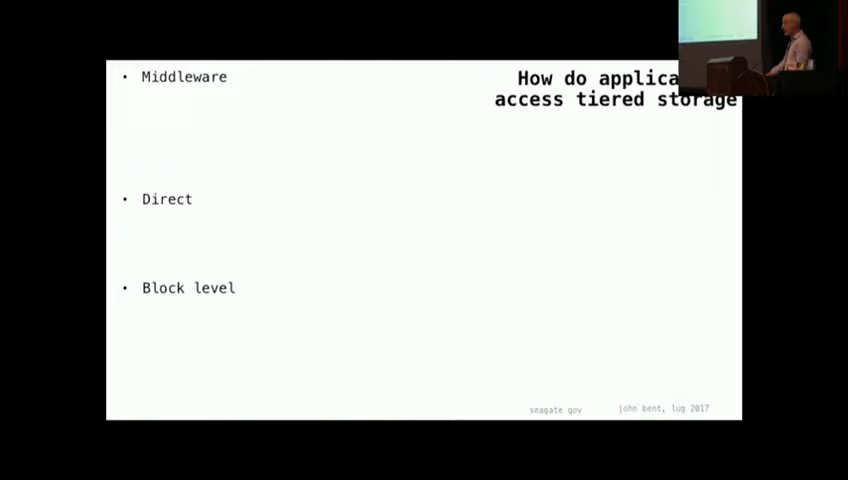 How do applica
access tiered storage
• Middleware
• Direct
• Block level
seagate gov
john bent, lug 2017